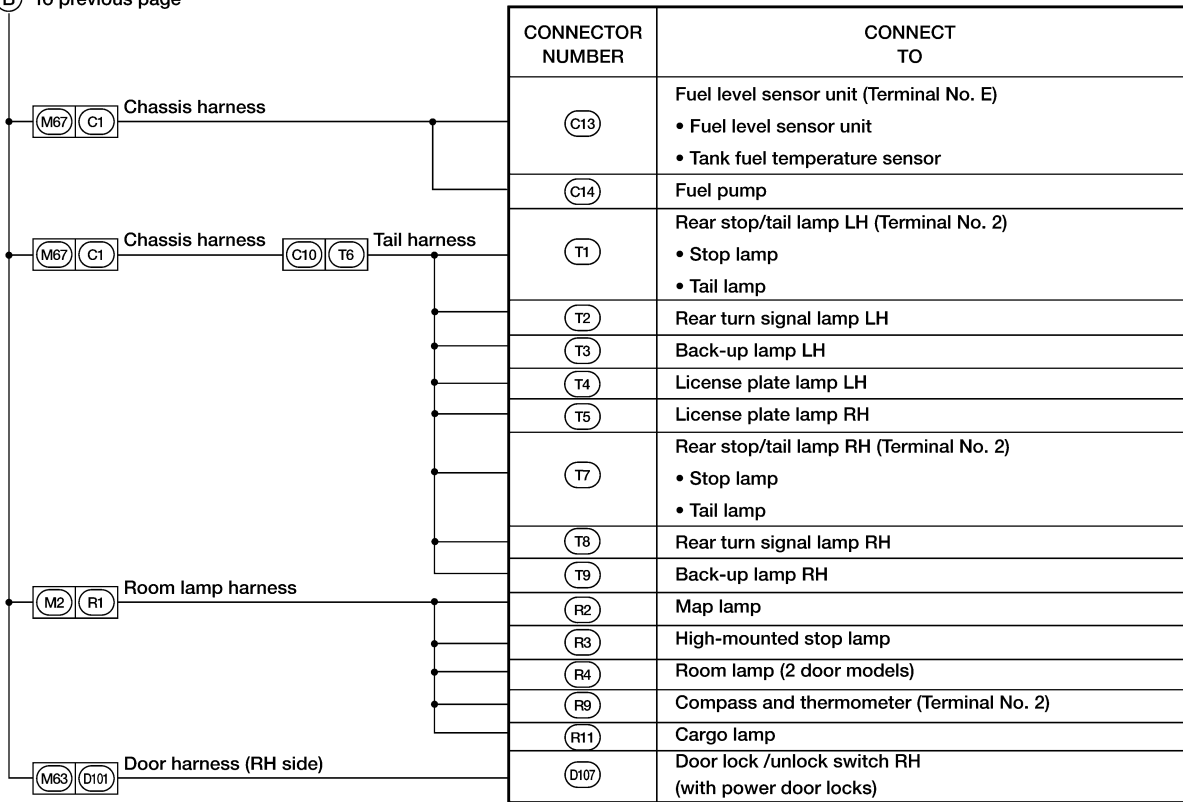 B To previous page
CONNECTOR NUMBER CONNECT TO
M67 C1 Chassis harness
C13 Fuel level sensor unit (Terminal No. E)
• Fuel level sensor unit
• Tank fuel temperature sensor
C14 Fuel pump
M67 C1 Chassis harness C10 T6 Tail harness
T1 Rear stop/tail lamp LH (Terminal No. 2)
• Stop lamp
• Tail lamp
T2 Rear turn signal lamp LH
T3 Back-up lamp LH
T4 License plate lamp LH
T5 License plate lamp RH
T7 Rear stop/tail lamp RH (Terminal No. 2)
• Stop lamp
• Tail lamp
T8 Rear turn signal lamp RH
T9 Back-up lamp RH
M2 R1 Room lamp harness
R2 Map lamp
R3 High-mounted stop lamp
R4 Room lamp (2 door models)
R9 Compass and thermometer (Terminal No. 2)
R11 Cargo lamp
M63 D101 Door harness (RH side)
D107 Door lock /unlock switch RH
(with power door locks)